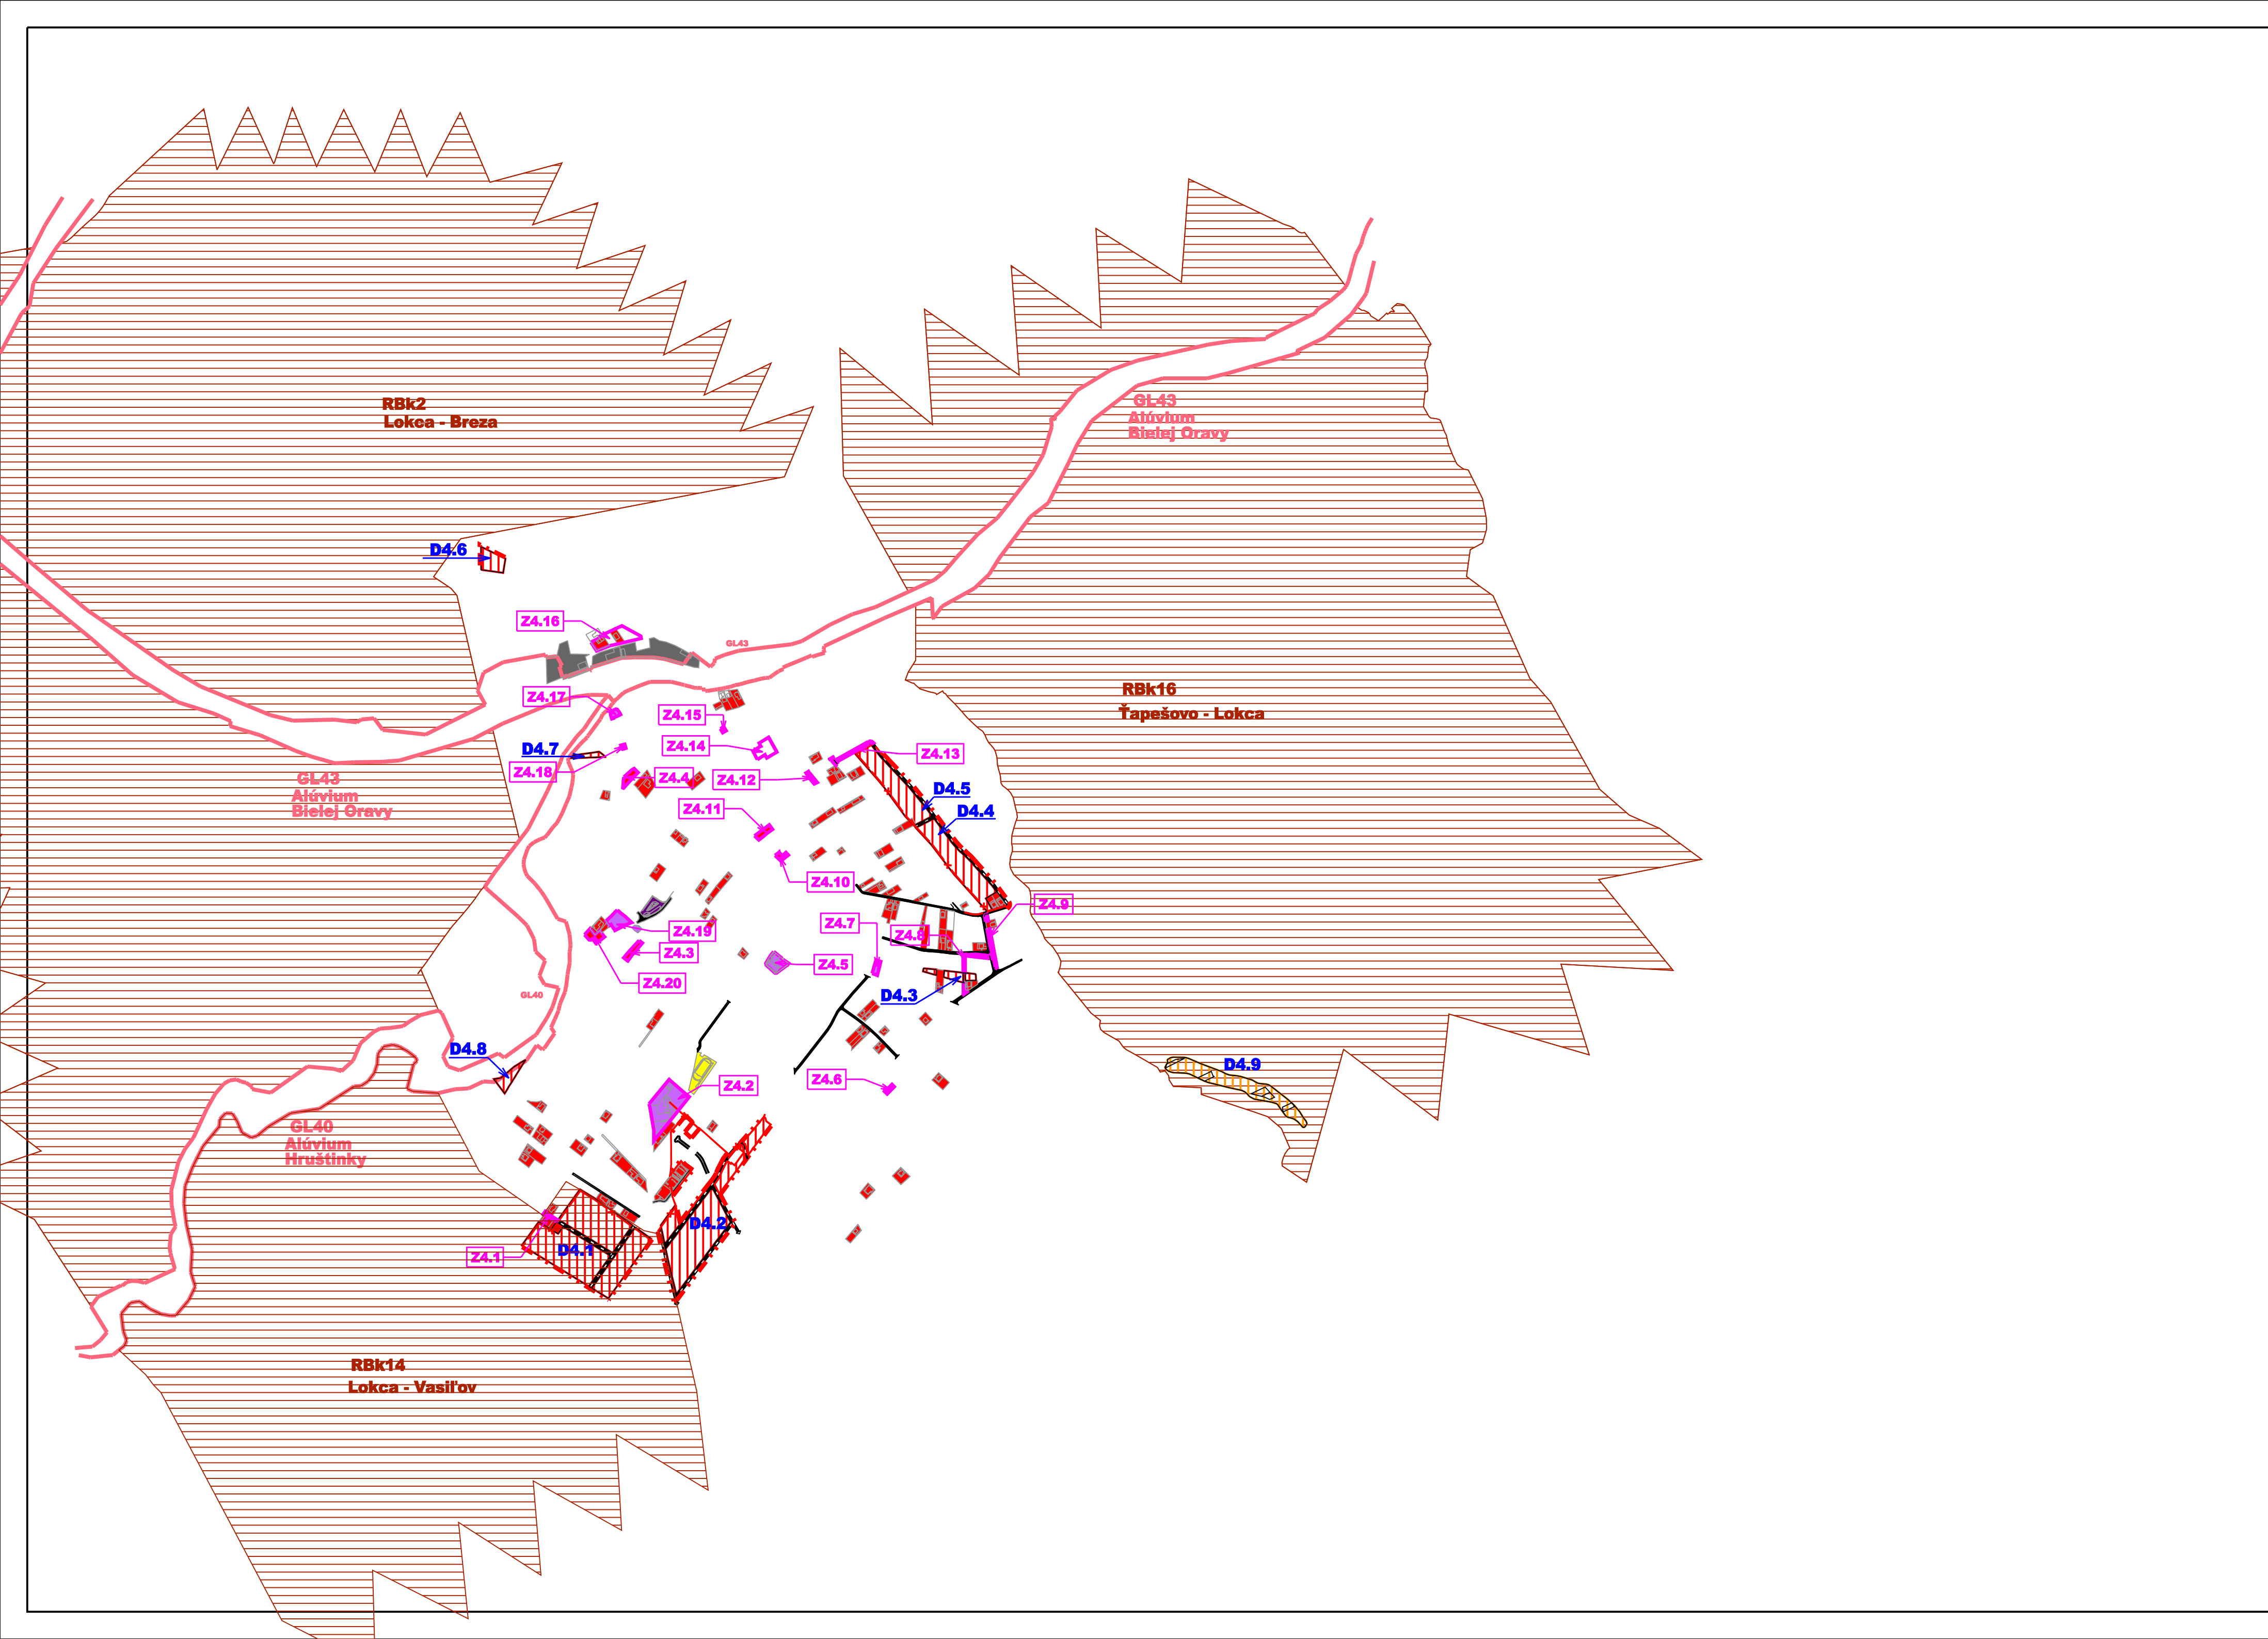 RBk2
Lokca - Breza
GL43
Alúvium
Bielej Oravy
D4.6
Z4.16
GL43
RBk16
Ťapešovo - Lokca
Z4.17
Z4.15
D4.7
Z4.14
Z4.13
Z4.18
Z4.4
Z4.12
GL43
Alúvium
Bielej Oravy
D4.5
Z4.11
D4.4
Z4.10
Z4.9
Z4.7
Z4.19
Z4.8
Z4.3
Z4.5
Z4.20
GL40
D4.3
D4.8
D4.9
Z4.6
Z4.2
GL40
Alúvium
Hruštinky
D4.2
D4.1
Z4.1
RBk14
Lokca - Vasiľov